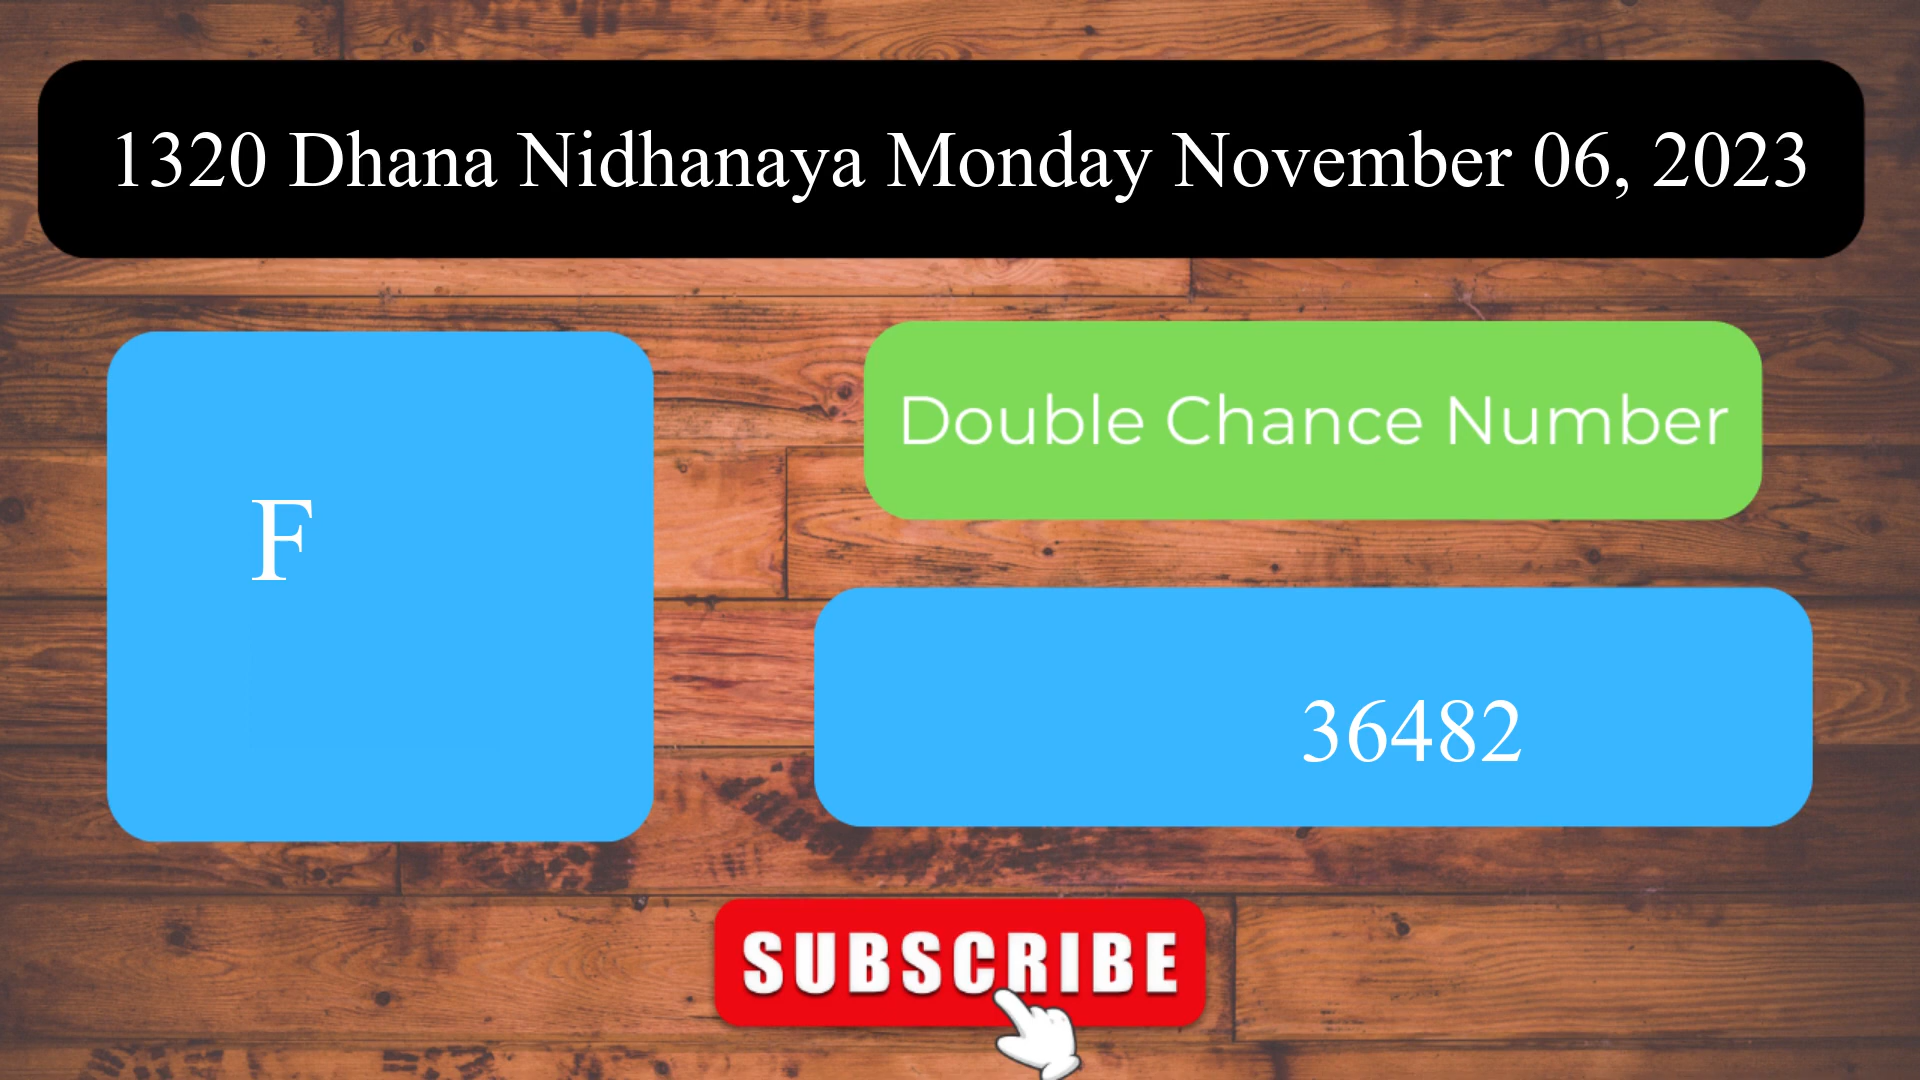 1320 Dhana Nidhanaya Monday November 06, 2023
F
Double Chance Number
36482
SUBSCRIBE